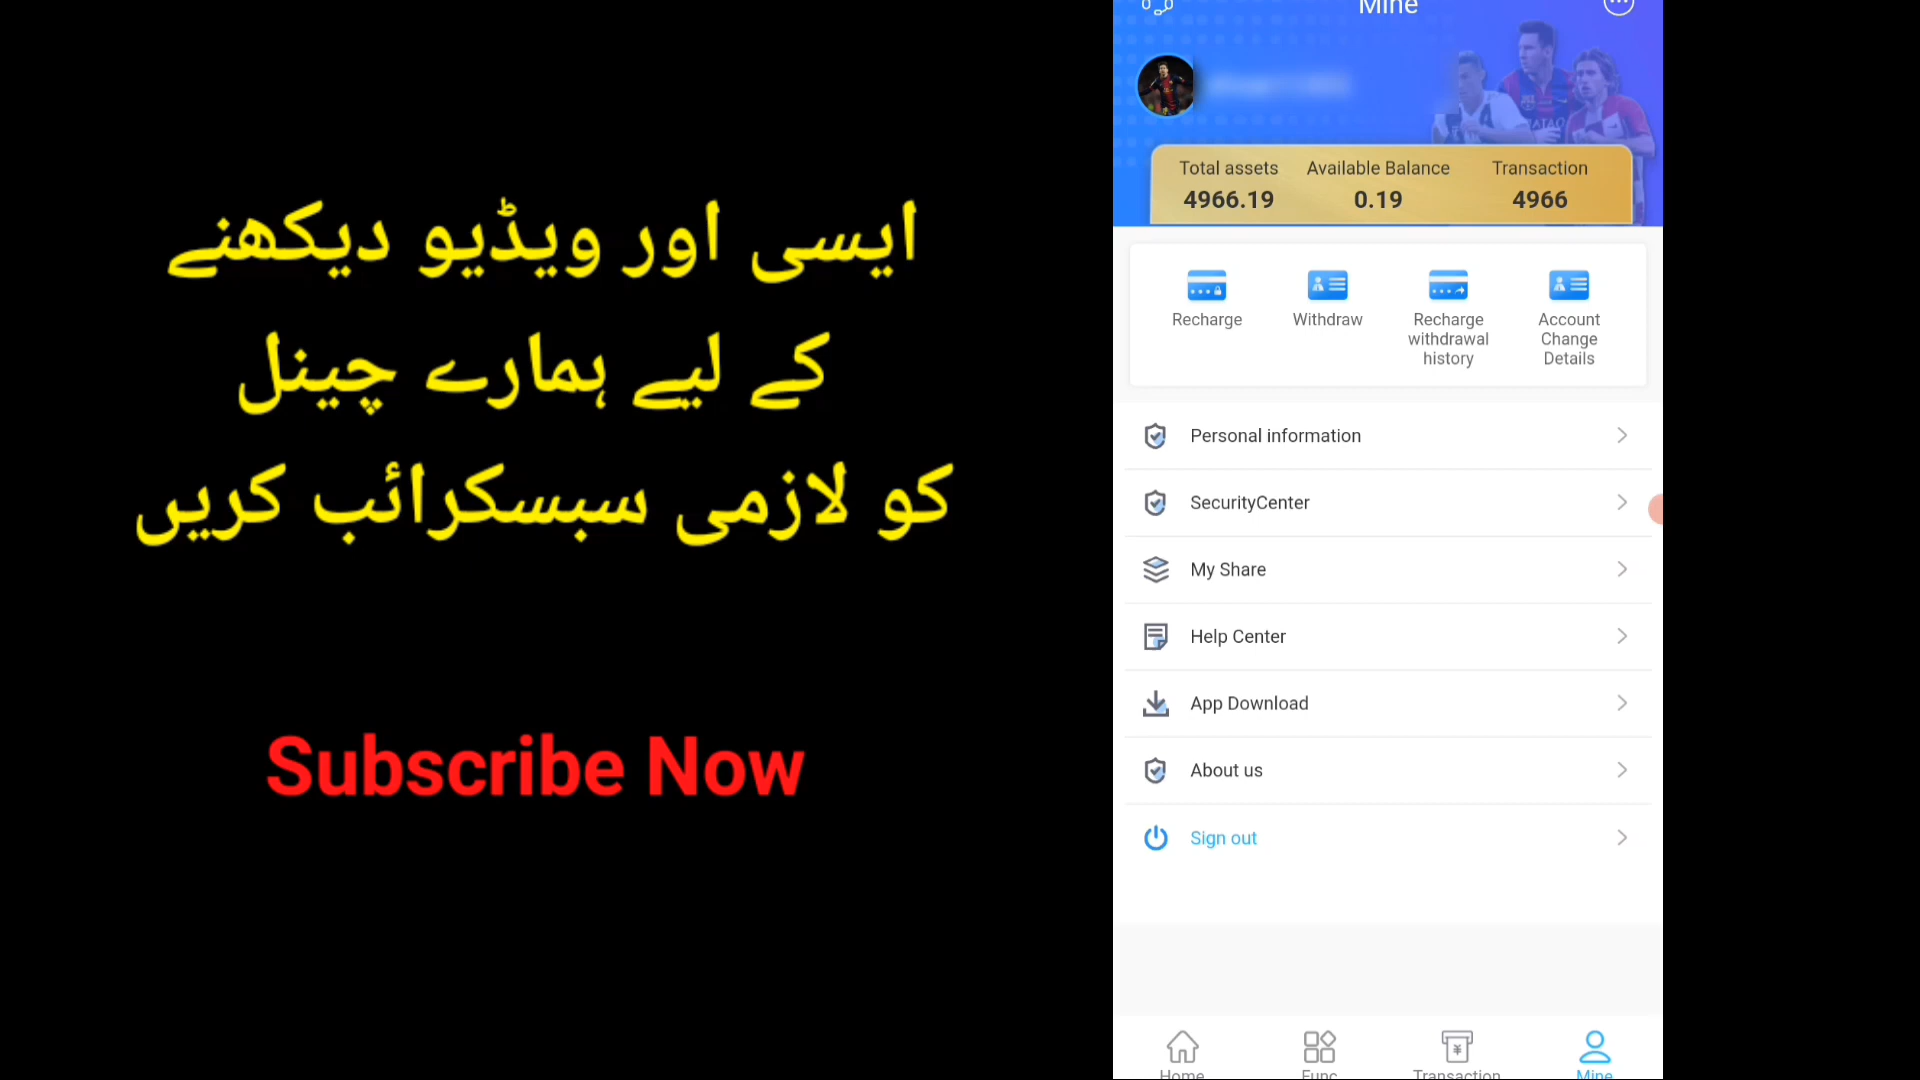 ایسی اور ویڈیو دیکھنے
کے لیے ہمارے چینل
کو لازمی سبسکرائب کریں
Subscribe Now
Mine
Total assets Available Balance Transaction
4966.19 0.19 4966
Recharge Withdraw Recharge withdrawal history Account Change Details
Personal information
SecurityCenter
My Share
Help Center
App Download
About us
Sign out
Home Func Transaction Mine